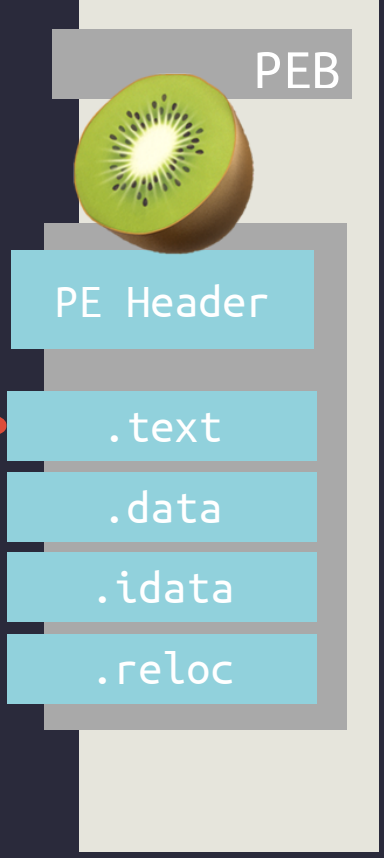 PEB
PE Header
.text
.data
.idata
.reloc